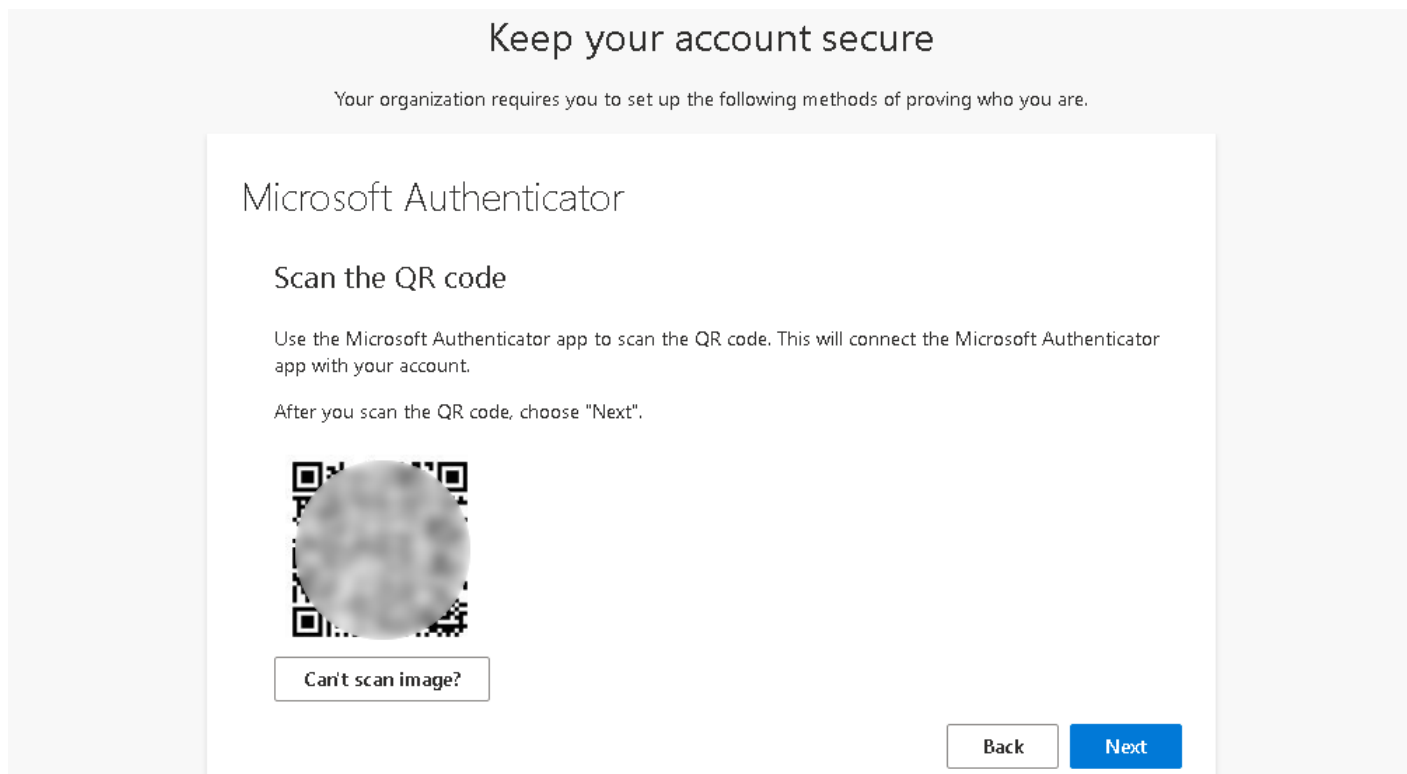 Keep your account secure
Your organization requires you to set up the following methods of proving who you are.
Microsoft Authenticator
Scan the QR code
Use the Microsoft Authenticator app to scan the QR code. This will connect the Microsoft Authenticator
app with your account.
After you scan the QR code, choose "Next".
Can't scan image?
Back
Next